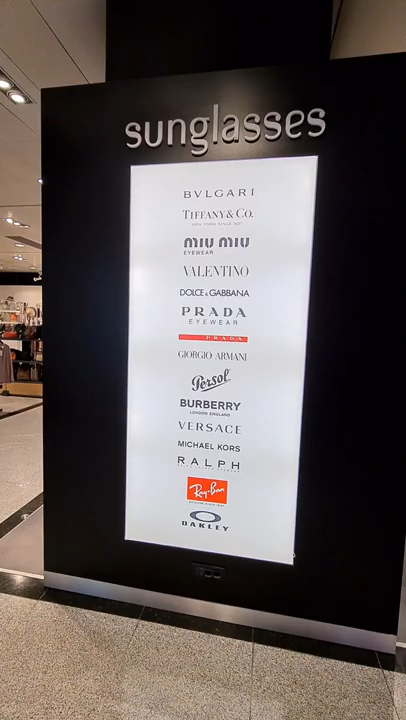 sunglasses
BVLGARI
TIFFANY & CO.
NEW YORK SINCE 1837
MIU MIU
EYEWEAR
VALENTINO
DOLCE & GABBANA
PRADA
EYEWEAR
PRADA
GIORGIO ARMANI
Persol
BURBERRY
LONDON ENGLAND
VERSACE
MICHAEL KORS
RALPH
Ray-Ban
OAKLEY